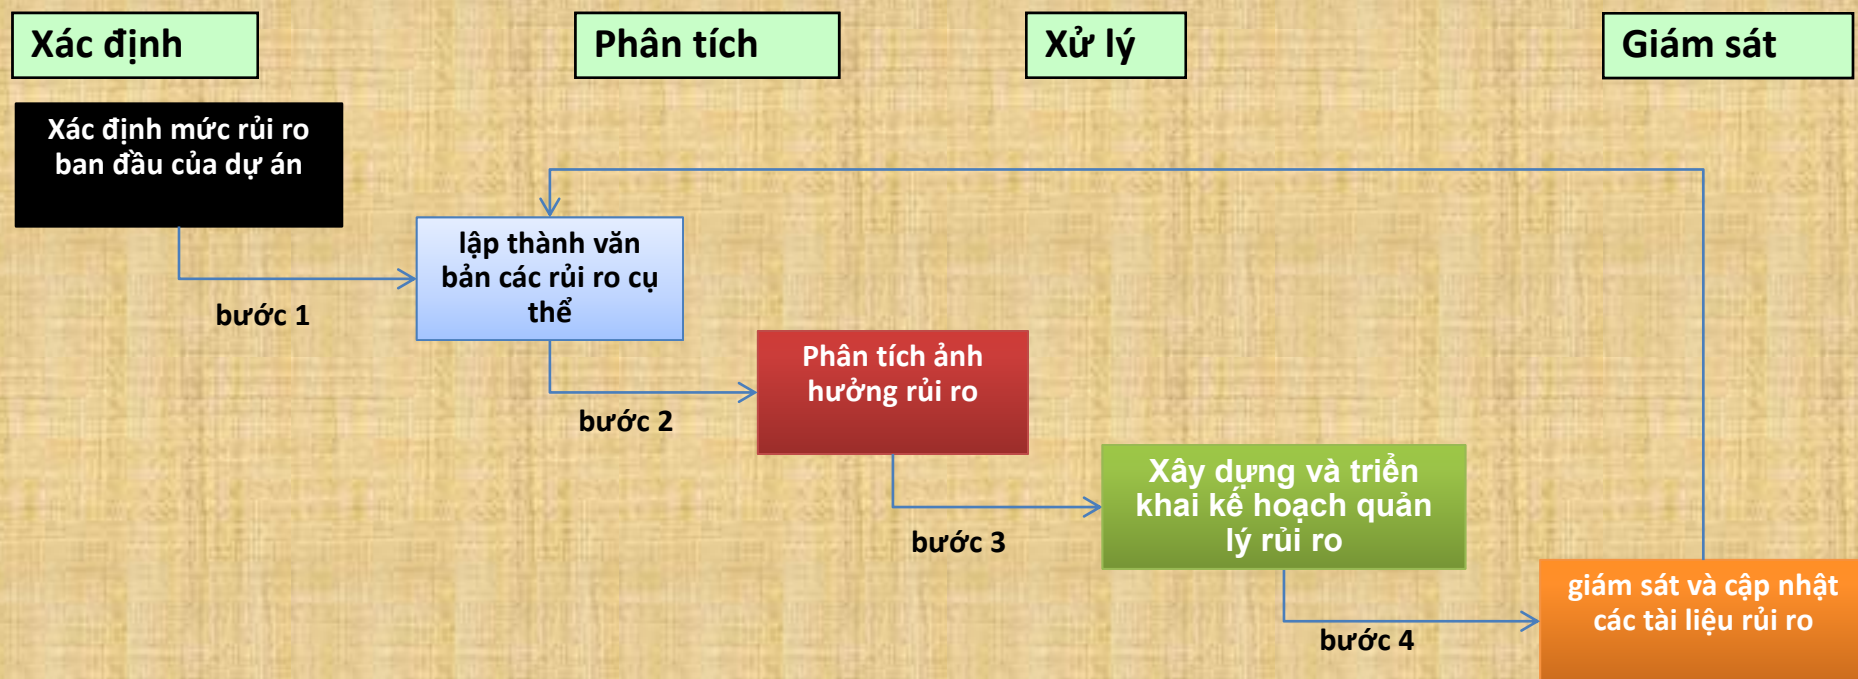 Xác định
Phân tích
Xử lý
Giám sát
Xác định mức rủi ro
ban đầu của dự án
bước 1
lập thành văn
bản các rủi ro cụ
thể
bước 2
Phân tích ảnh
hưởng rủi ro
bước 3
Xây dựng và triển
khai kế hoạch quản
lý rủi ro
bước 4
giám sát và cập nhật
các tài liệu rủi ro